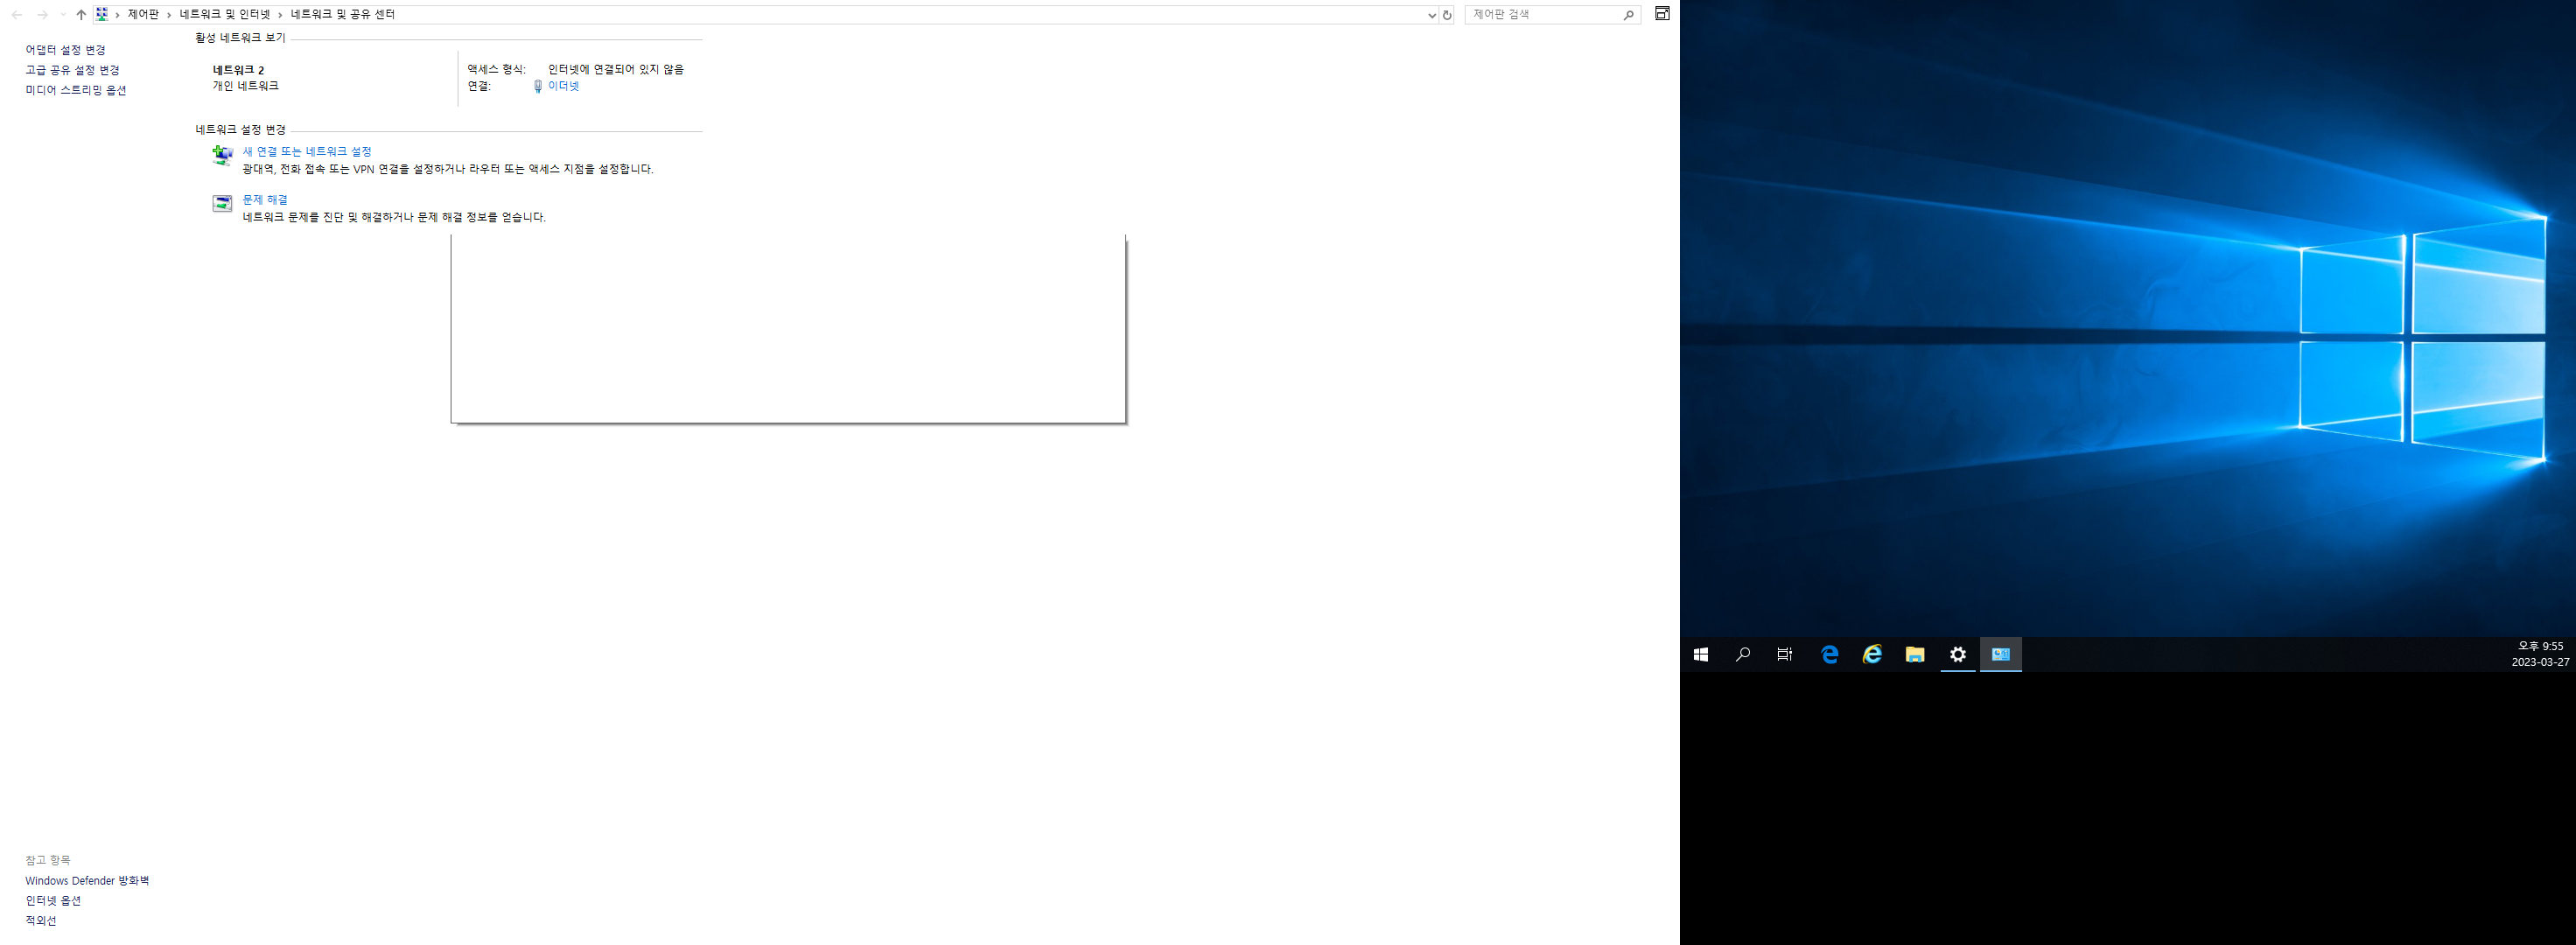 제어판 › 네트워크 및 인터넷 › 네트워크 및 공유 센터
제어판 검색
어댑터 설정 변경
고급 공유 설정 변경
미디어 스트리밍 옵션
활성 네트워크 보기
네트워크 2
개인 네트워크
액세스 형식: 인터넷에 연결되어 있지 않음
연결: 이더넷
네트워크 설정 변경
새 연결 또는 네트워크 설정
광대역, 전화 접속 또는 VPN 연결을 설정하거나 라우터 또는 액세스 지점을 설정합니다.
문제 해결
네트워크 문제를 진단 및 해결하거나 문제 해결 정보를 얻습니다.
참고 항목
Windows Defender 방화벽
인터넷 옵션
적외선
오후 9:55
2023-03-27